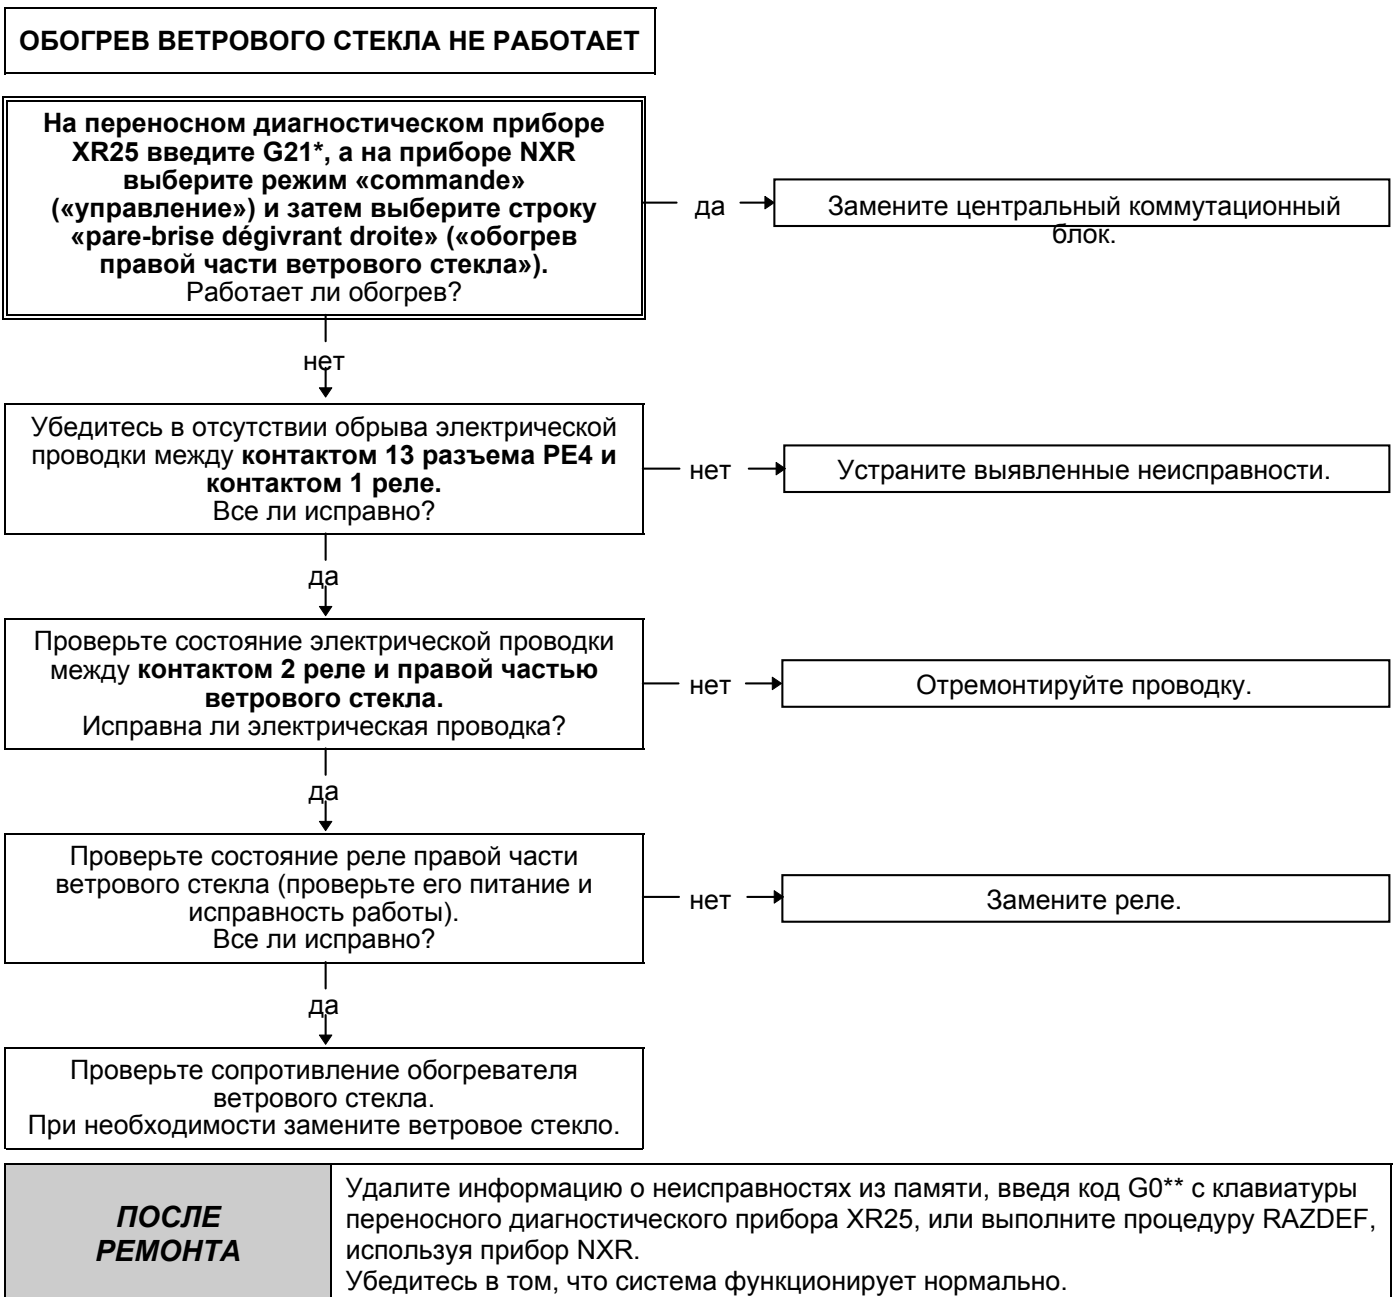 ОБОГРЕВ ВЕТРОВОГО СТЕКЛА НЕ РАБОТАЕТ
На переносном диагностическом приборе
XR25 введите G21*, а на приборе NXR
выберите режим «commande»
(«управление») и затем выберите строку
«pare-brise dégivrant droite» («обогрев
правой части ветрового стекла»).
Работает ли обогрев?
да
Замените центральный коммутационный
блок.
нет
Убедитесь в отсутствии обрыва электрической
проводки между контактом 13 разъема PE4 и
контактом 1 реле.
Все ли исправно?
нет
Устраните выявленные неисправности.
да
Проверьте состояние электрической проводки
между контактом 2 реле и правой частью
ветрового стекла.
Исправна ли электрическая проводка?
нет
Отремонтируйте проводку.
да
Проверьте состояние реле правой части
ветрового стекла (проверьте его питание и
исправность работы).
Все ли исправно?
нет
Замените реле.
да
Проверьте сопротивление обогревателя
ветрового стекла.
При необходимости замените ветровое стекло.
ПОСЛЕ
РЕМОНТА
Удалите информацию о неисправностях из памяти, введя код G0** с клавиатуры
переносного диагностического прибора XR25, или выполните процедуру RAZDEF,
используя прибор NXR.
Убедитесь в том, что система функционирует нормально.